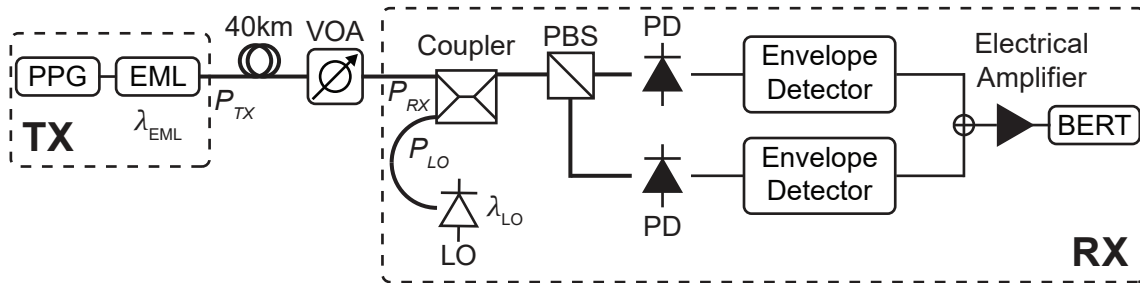 40km
VOA
Coupler
PBS
PD
Envelope
Detector
Electrical
Amplifier
PPG
EML
P_TX
λ_EML
TX
P_RX
P_LO
λ_LO
LO
PD
Envelope
Detector
BERT
RX